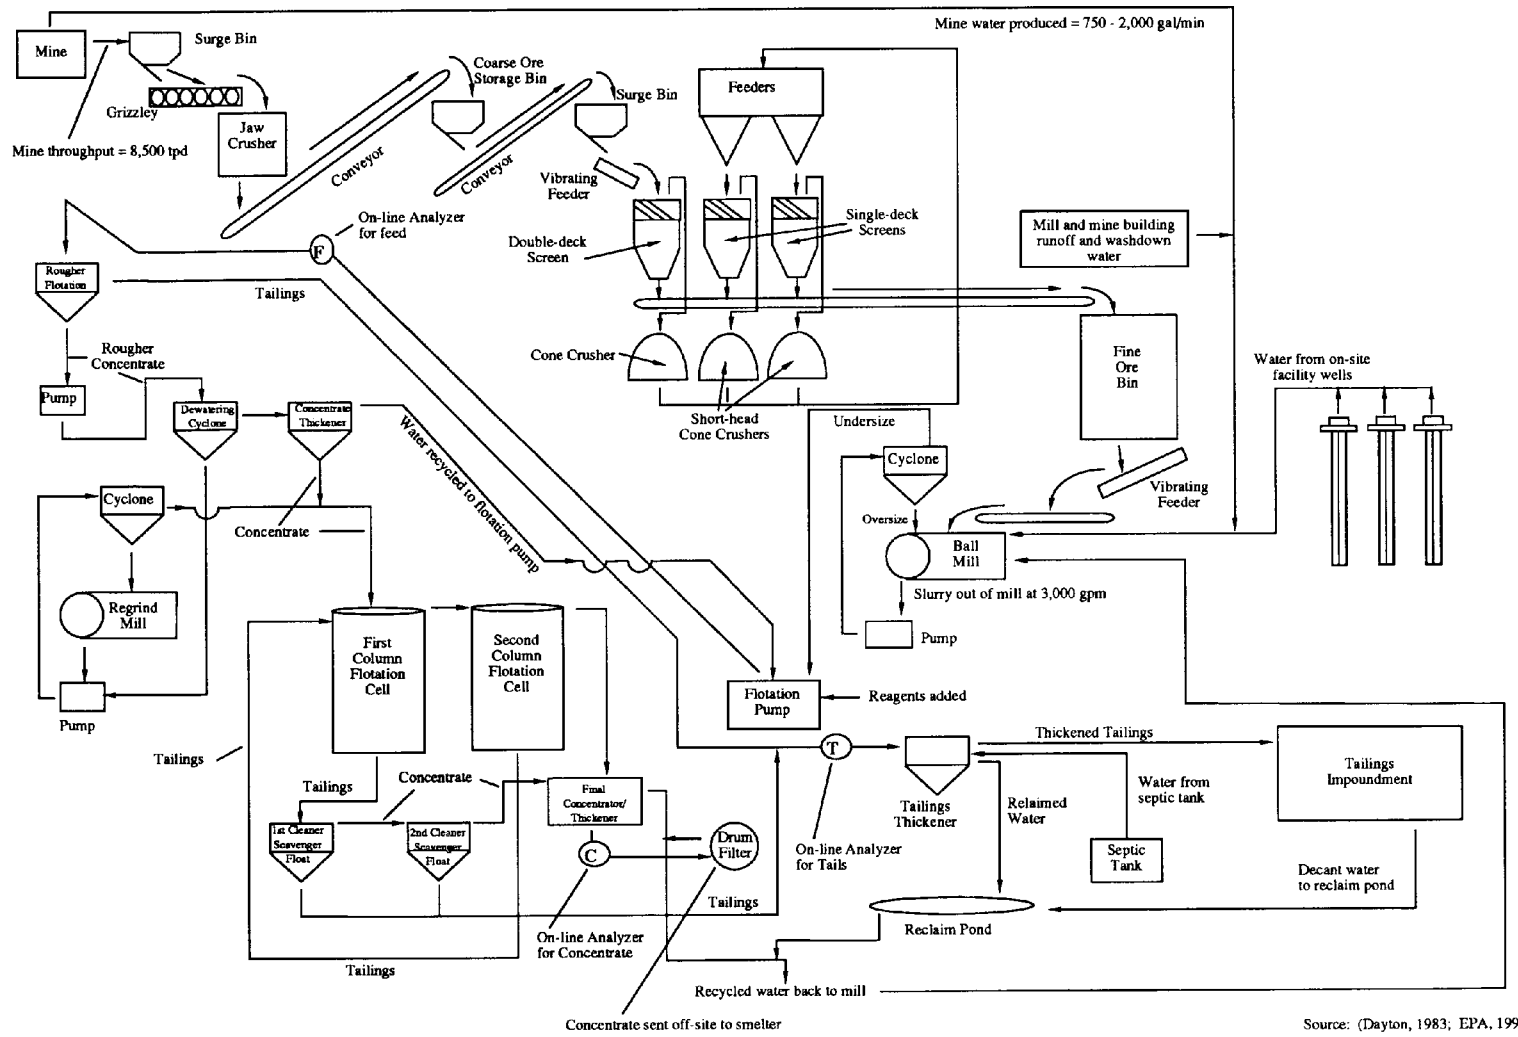 Mine water produced = 750 - 2,000 gal/min
Mine
Surge Bin
Grizzley
Mine throughput = 8,500 tpd
Jaw
Crusher
Conveyor
Coarse Ore
Storage Bin
Conveyor
Surge Bin
Vibrating
Feeder
Feeders
Double-deck
Screen
Single-deck
Screens
Mill and mine building
runoff and washdown
water
On-line Analyzer
for feed
F
Rougher
Flotation
Tailings
Rougher
Concentrate
Pump
Cone Crusher
Short-head
Cone Crushers
Fine
Ore
Bin
Water from on-site
facility wells
Vibrating
Feeder
Dewatering
Cyclone
Concentrate
Thickener
Water recycled to flotation pump
Undersize
Cyclone
Oversize
Ball
Mill
Slurry out of mill at 3,000 gpm
Pump
Cyclone
Concentrate
Regrind
Mill
Pump
First
Column
Flotation
Cell
Second
Column
Flotation
Cell
Flotation
Pump
Reagents added
Tailings
Tailings
Concentrate
1st Cleaner
Scavenger
Float
2nd Cleaner
Scavenger
Float
Final
Concentrator/
Thickener
C
Drum
Filter
T
On-line Analyzer
for Tails
Tailings
Thickener
Thickened Tailings
Relaimed
Water
Water from
septic tank
Septic
Tank
Tailings
Impoundment
Decant water
to reclaim pond
Reclaim Pond
Tailings
On-line Analyzer
for Concentrate
Tailings
Recycled water back to mill
Concentrate sent off-site to smelter
Source: (Dayton, 1983; EPA, 199